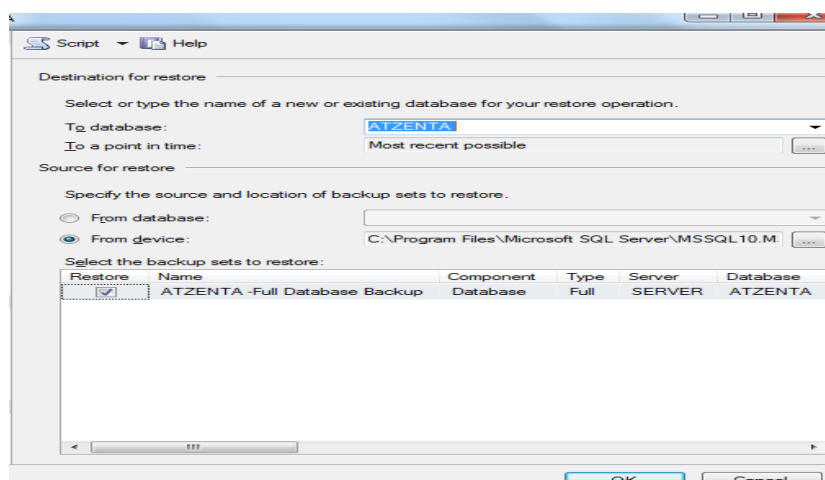 Script Help
Destination for restore
Select or type the name of a new or existing database for your restore operation.
To database: ATZENTA
To a point in time: Most recent possible ...
Source for restore
Specify the source and location of backup sets to restore.
From database:
From device: C:\Program Files\Microsoft SQL Server\MSSQL10.M ...
Select the backup sets to restore:
Restore Name Component Type Server Database
ATZENTA -Full Database Backup Database Full SERVER ATZENTA
OK Cancel